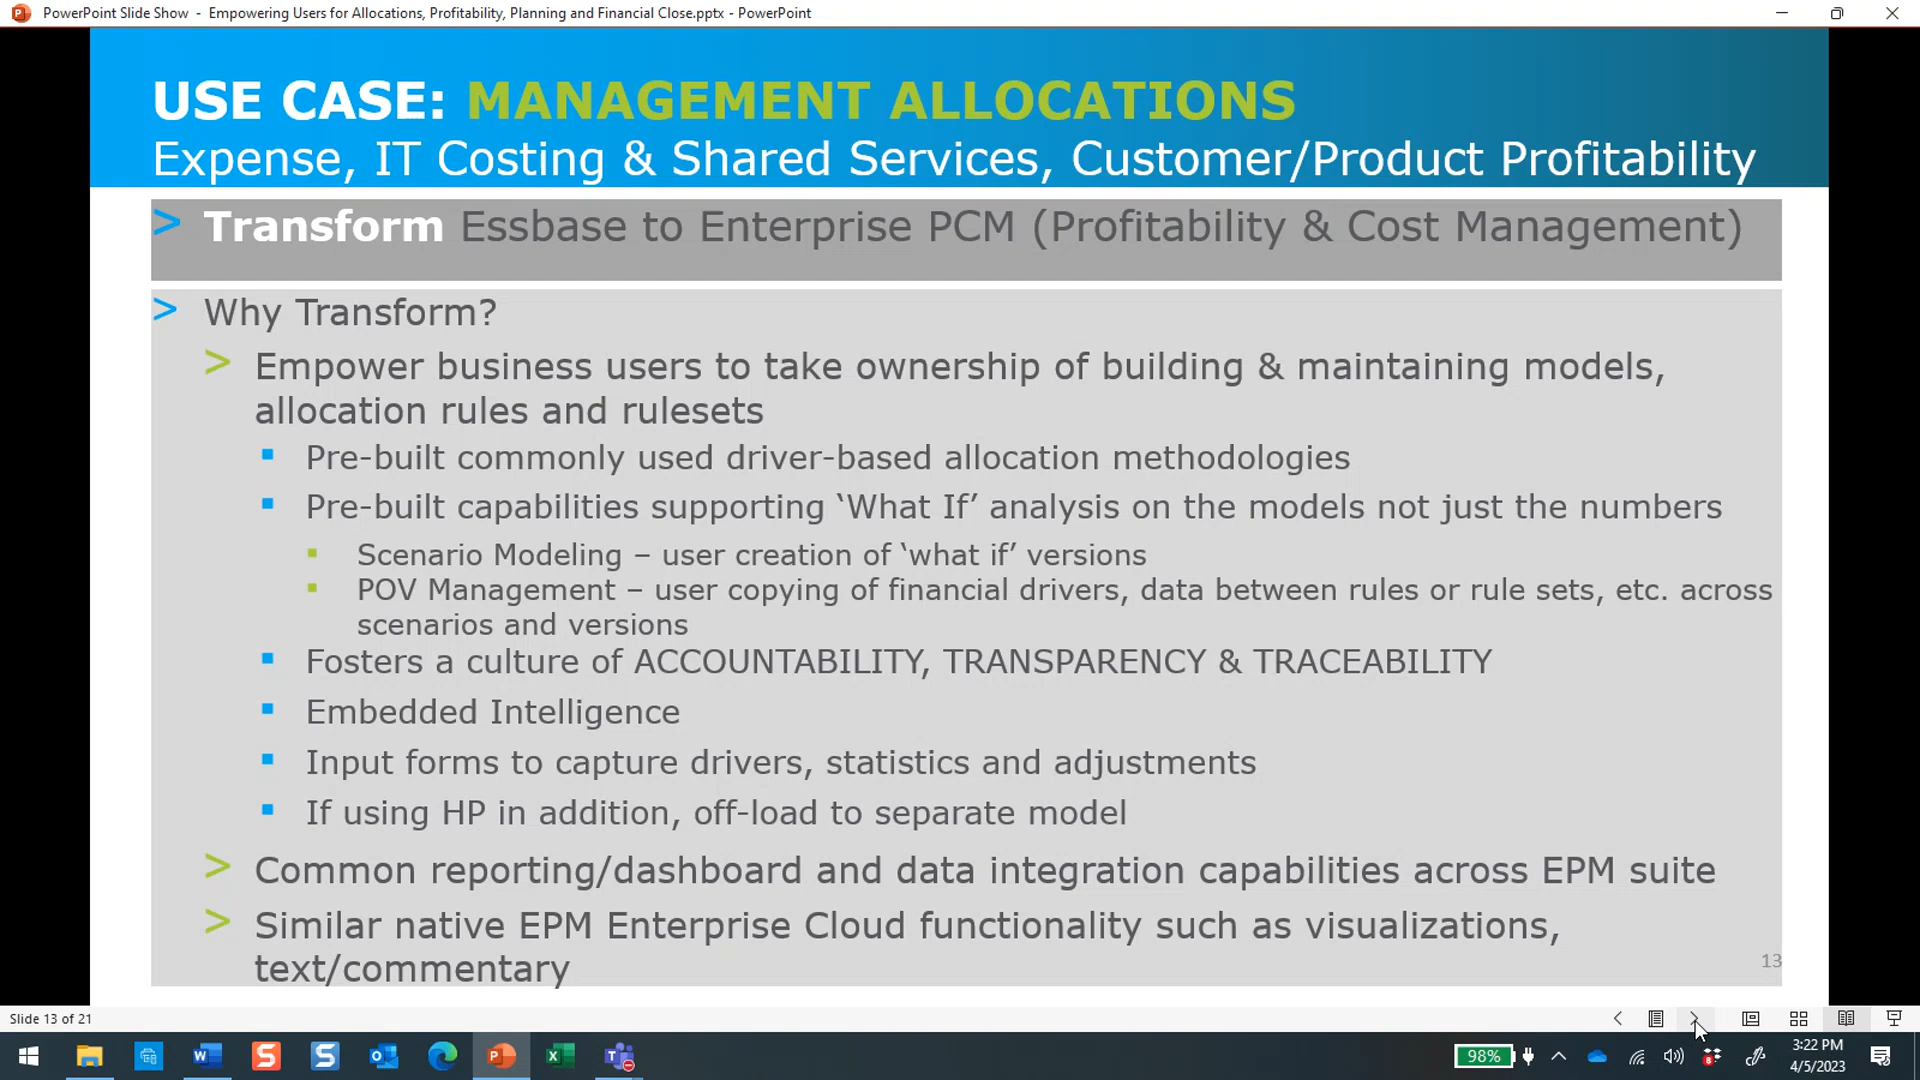 PowerPoint Slide Show - Empowering Users for Allocations, Profitability, Planning and Financial Close.pptx - PowerPoint
USE CASE: MANAGEMENT ALLOCATIONS
Expense, IT Costing & Shared Services, Customer/Product Profitability
> Transform Essbase to Enterprise PCM (Profitability & Cost Management)
> Why Transform?
> Empower business users to take ownership of building & maintaining models,
allocation rules and rulesets
▪ Pre-built commonly used driver-based allocation methodologies
▪ Pre-built capabilities supporting ‘What If’ analysis on the models not just the numbers
▪ Scenario Modeling – user creation of ‘what if’ versions
▪ POV Management – user copying of financial drivers, data between rules or rule sets, etc. across
scenarios and versions
▪ Fosters a culture of ACCOUNTABILITY, TRANSPARENCY & TRACEABILITY
▪ Embedded Intelligence
▪ Input forms to capture drivers, statistics and adjustments
▪ If using HP in addition, off-load to separate model
> Common reporting/dashboard and data integration capabilities across EPM suite
> Similar native EPM Enterprise Cloud functionality such as visualizations,
text/commentary
13
Slide 13 of 21
98%
3:22 PM
4/5/2023